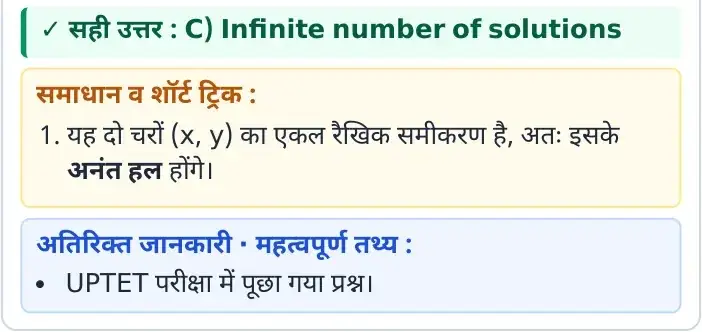 ✓ सही उत्तर : C) Infinite number of solutions
समाधान व शॉर्ट ट्रिक :
1. यह दो चरों (x, y) का एकल रैखिक समीकरण है, अतः इसके
अनंत हल होंगे।
अतिरिक्त जानकारी · महत्वपूर्ण तथ्य :
• UPTET परीक्षा में पूछा गया प्रश्न।